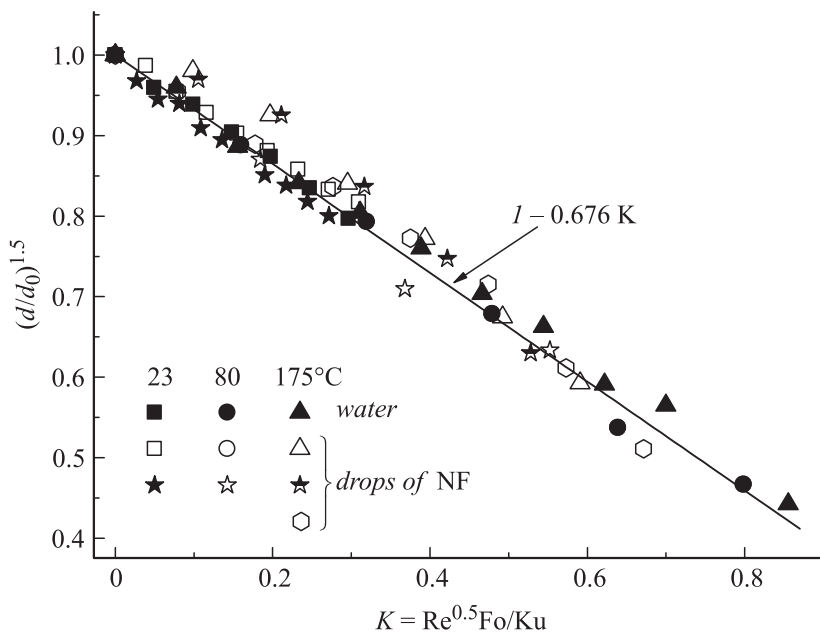 1.0
0.9
0.8
0.7
0.6
0.5
0.4
(d/d₀)^1.5
1 – 0.676 K
23 80 175°C
water
drops of NF
0 0.2 0.4 0.6 0.8
K = Re^0.5Fo/Ku